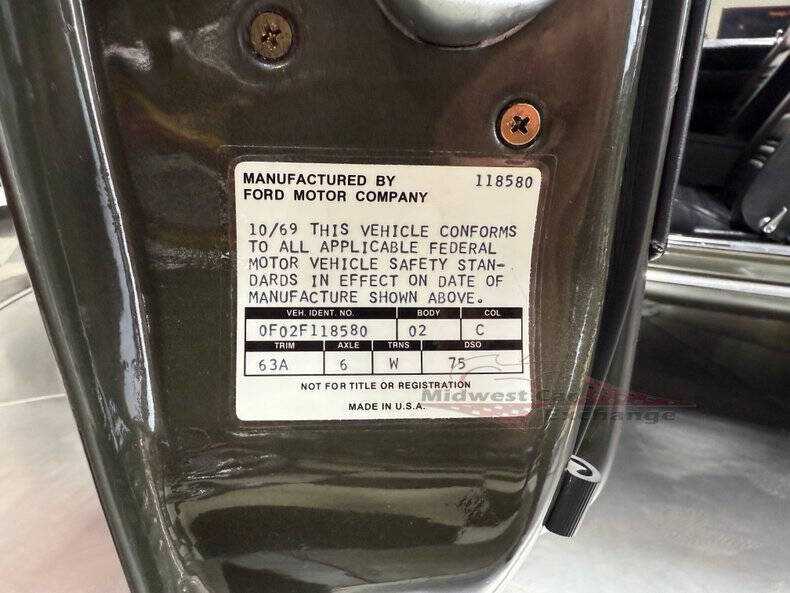 MANUFACTURED BY 118580
FORD MOTOR COMPANY
10/69 THIS VEHICLE CONFORMS
TO ALL APPLICABLE FEDERAL
MOTOR VEHICLE SAFETY STAN-
DARDS IN EFFECT ON DATE OF
MANUFACTURE SHOWN ABOVE.
VEH. IDENT. NO. BODY COL
0F02F118580 02 C
TRIM AXLE TRNS DSO
63A 6 W 75
NOT FOR TITLE OR REGISTRATION
MADE IN U.S.A.
Midwest Car
Exchange